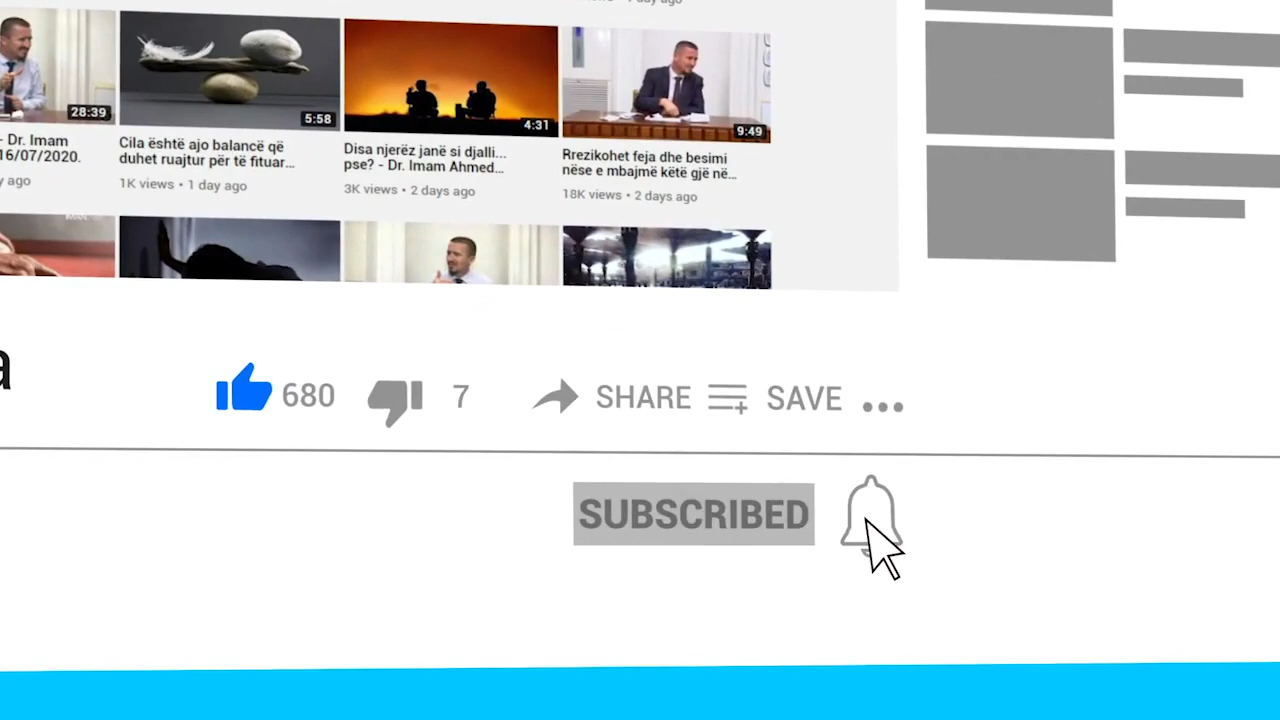 1 day ago
28:39
5:58
4:31
9:49
- Dr. Imam
16/07/2020.
ago
Cila është ajo balancë që
duhet ruajtur për të fituar...
1K views • 1 day ago
Disa njerëz janë si djalli...
pse? - Dr. Imam Ahmed...
3K views • 2 days ago
Rrezikohet feja dhe besimi
nëse e mbajmë këtë gjë në...
18K views • 2 days ago
a
680
7
SHARE
SAVE
SUBSCRIBED